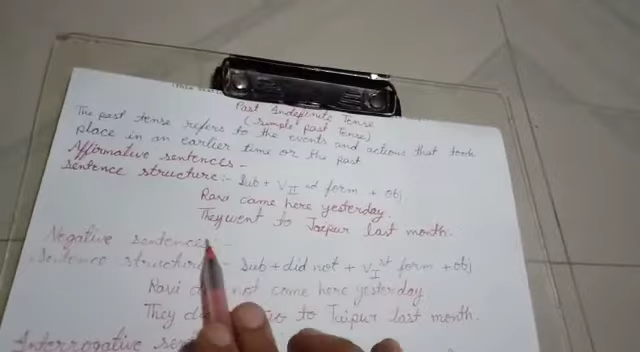 Past Indefinite Tense
(Simple Past Tense)
The past tense refers to the events and actions that took
place in an earlier time or the past
Affirmative sentences -
Sentence structure :- Sub + V II st form + obj
Ravi came here yesterday.
They went to Jaipur last month.
Negative sentences -
Sentence structure :- Sub + did not + V I st form + obj
Ravi not come here yesterday
They to Jaipur last month.
Interrogative